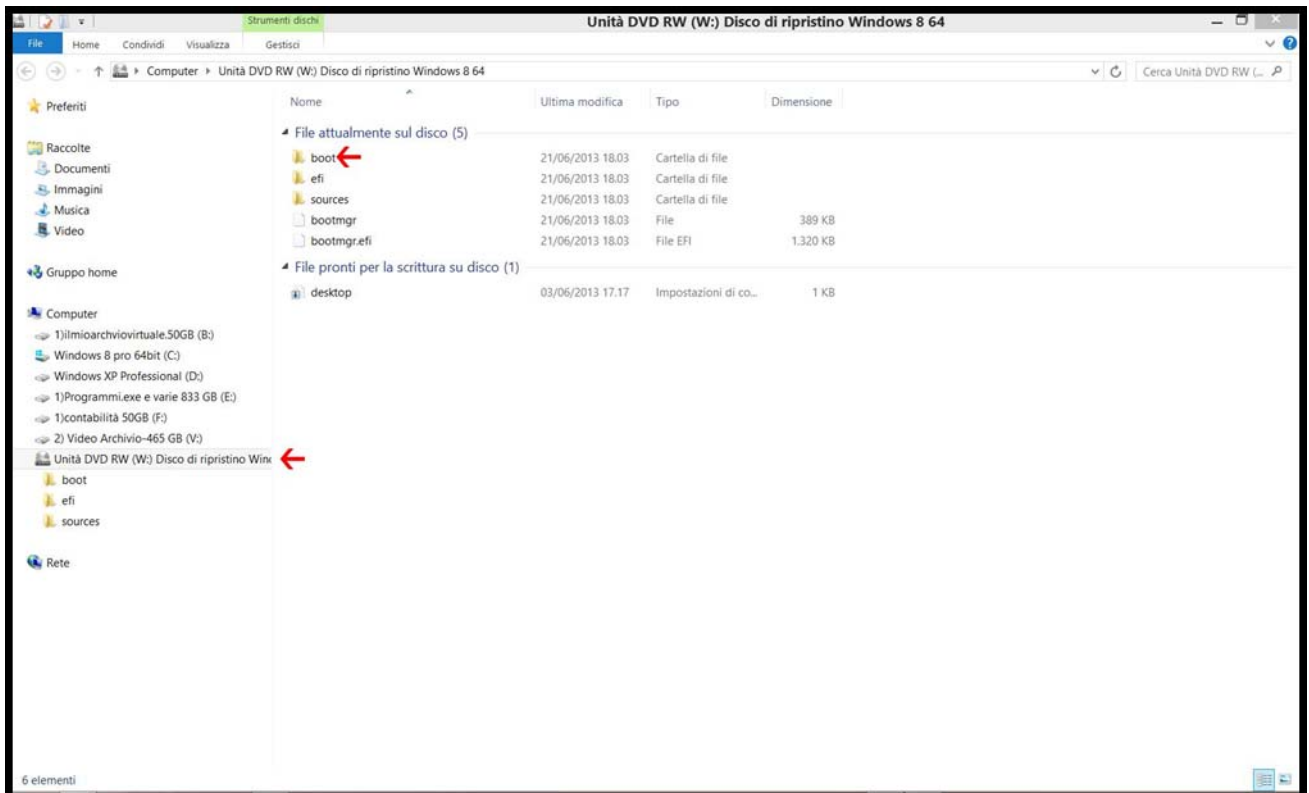 Strumenti dischi
Unità DVD RW (W:) Disco di ripristino Windows 8 64
File Home Condividi Visualizza Gestisci
Computer Unità DVD RW (W:) Disco di ripristino Windows 8 64
Cerca Unità DVD RW (...
Preferiti
Raccolte
Documenti
Immagini
Musica
Video
Gruppo home
Computer
1)ilmioarchviovirtuale.50GB (B:)
Windows 8 pro 64bit (C:)
Windows XP Professional (D:)
1)Programmi.exe e varie 833 GB (E:)
1)contabilità 50GB (F:)
2) Video Archivio-465 GB (V:)
Unità DVD RW (W:) Disco di ripristino Wind
boot
efi
sources
Rete
Nome Ultima modifica Tipo Dimensione
File attualmente sul disco (5)
boot 21/06/2013 18.03 Cartella di file
efi 21/06/2013 18.03 Cartella di file
sources 21/06/2013 18.03 Cartella di file
bootmgr 21/06/2013 18.03 File 389 KB
bootmgr.efi 21/06/2013 18.03 File EFI 1.320 KB
File pronti per la scrittura su disco (1)
desktop 03/06/2013 17.17 Impostazioni di co... 1 KB
6 elementi